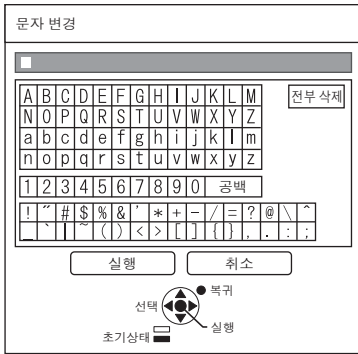 문자 변경
A B C D E F G H I J K L M 전부 삭제
N O P Q R S T U V W X Y Z
a b c d e f g h i j k l m
n o p q r s t u v w x y z
1 2 3 4 5 6 7 8 9 0 공백
! ˝ # $ % & ʼ * + − / = ? @ \ ^
_ ` | ~ ( ) < > [ ] { } , . : ;
실행 취소
복귀
선택
실행
초기상태